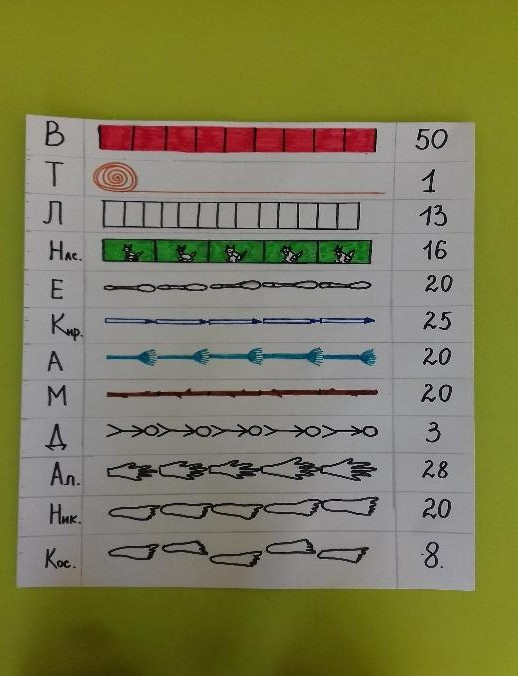 В 50
Т 1
Л 13
Нас. 16
Е 20
Кир. 25
А 20
М 20
Д 3
Ал. 28
Ник. 20
Кос. 8.